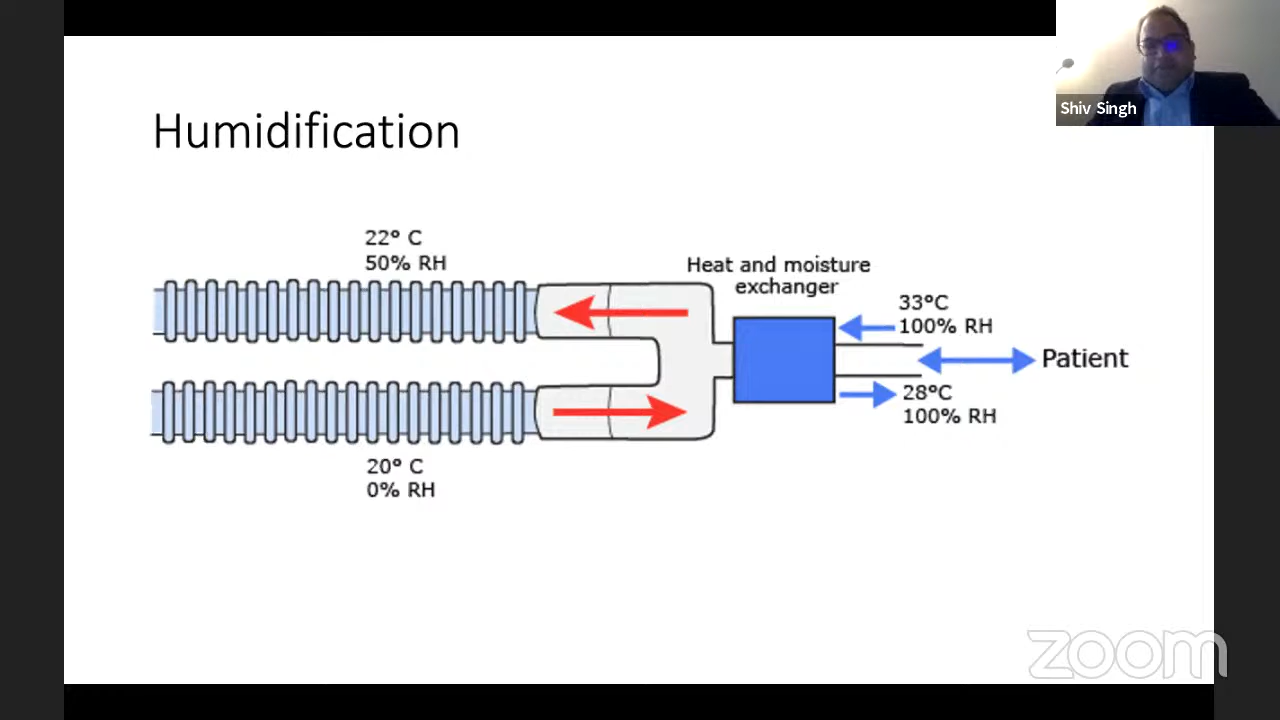 Shiv Singh
Humidification
22° C
50% RH
Heat and moisture
exchanger
33°C
100% RH
Patient
28°C
100% RH
20° C
0% RH
zoom